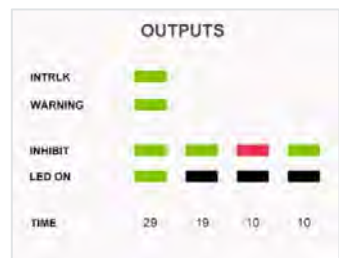 OUTPUTS
INTRLK
WARNING
INHIBIT
LED ON
TIME 29 19 10 10